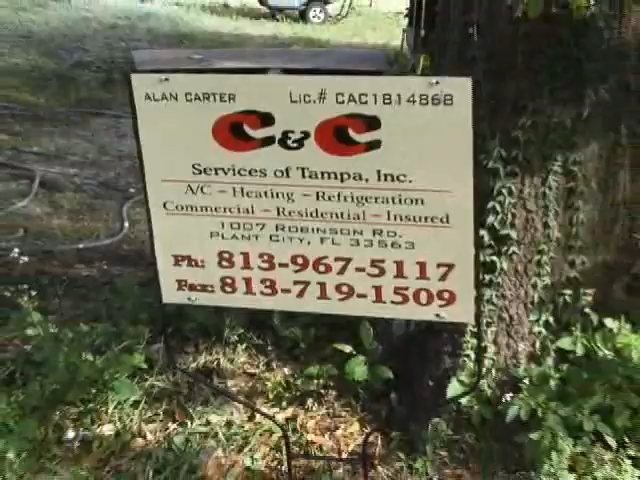 ALAN CARTER LIC.# CAC1814868
C & C
Services of Tampa, Inc.
A/C – Heating – Refrigeration
Commercial – Residential – Insured
1007 ROBINSON RD.
PLANT CITY, FL 33563
Ph: 813-967-5117
Fax: 813-719-1509